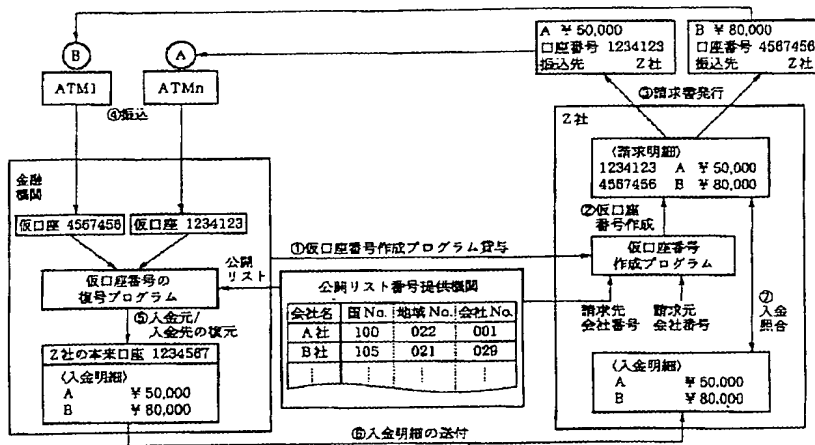 A ¥50,000
口座番号 1234123
振込先 Z社
B ¥80,000
口座番号 4567456
振込先 Z社
B
A
ATM1
ATMn
④振込
③請求書発行
Z社
〈請求明細〉
1234123 A ¥50,000
4567456 B ¥80,000
金融
機関
仮口座 4567456
仮口座 1234123
②仮口座
番号作成
①仮口座番号作成プログラム貸与
仮口座番号
作成プログラム
公開
リスト
仮口座番号の
復号プログラム
公開リスト番号提供機関
会社名 国No. 地域No. 会社No.
A社 100 022 001
B社 105 021 029
請求先
会社番号
請求元
会社番号
⑦
入金
照合
⑤入金元/
入金先の復元
Z社の本来口座 1234567
〈入金明細〉
A ¥50,000
B ¥80,000
〈入金明細〉
A ¥50,000
B ¥80,000
⑥入金明細の送付